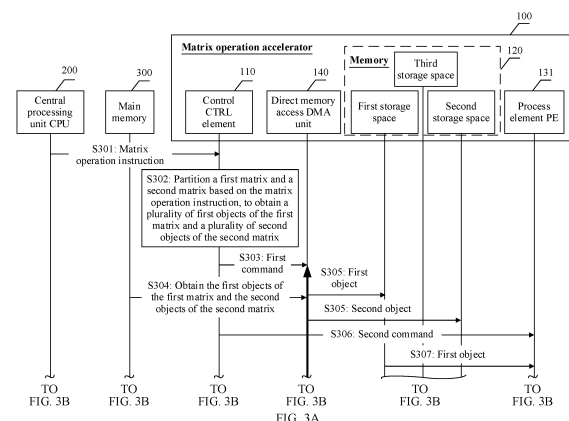 100
Matrix operation accelerator
200
300
110
140
Memory
Third
storage space
120
131
Central
processing
unit CPU
Main
memory
Control
CTRL
element
Direct memory
access DMA
unit
First storage
space
Second
storage space
Process
element PE
S301: Matrix
operation instruction
S302: Partition a first matrix and a
second matrix based on the matrix
operation instruction, to obtain a
plurality of first objects of the first
matrix and a plurality of second
objects of the second matrix
S303: First
command
S304: Obtain the first objects
of the first matrix and the second
objects of the second matrix
S305: First
object
S305: Second object
S306: Second command
S307: First object
TO
FIG. 3B
TO
FIG. 3B
TO
FIG. 3B
TO
FIG. 3B
TO
FIG. 3B
TO
FIG. 3B
FIG. 3A